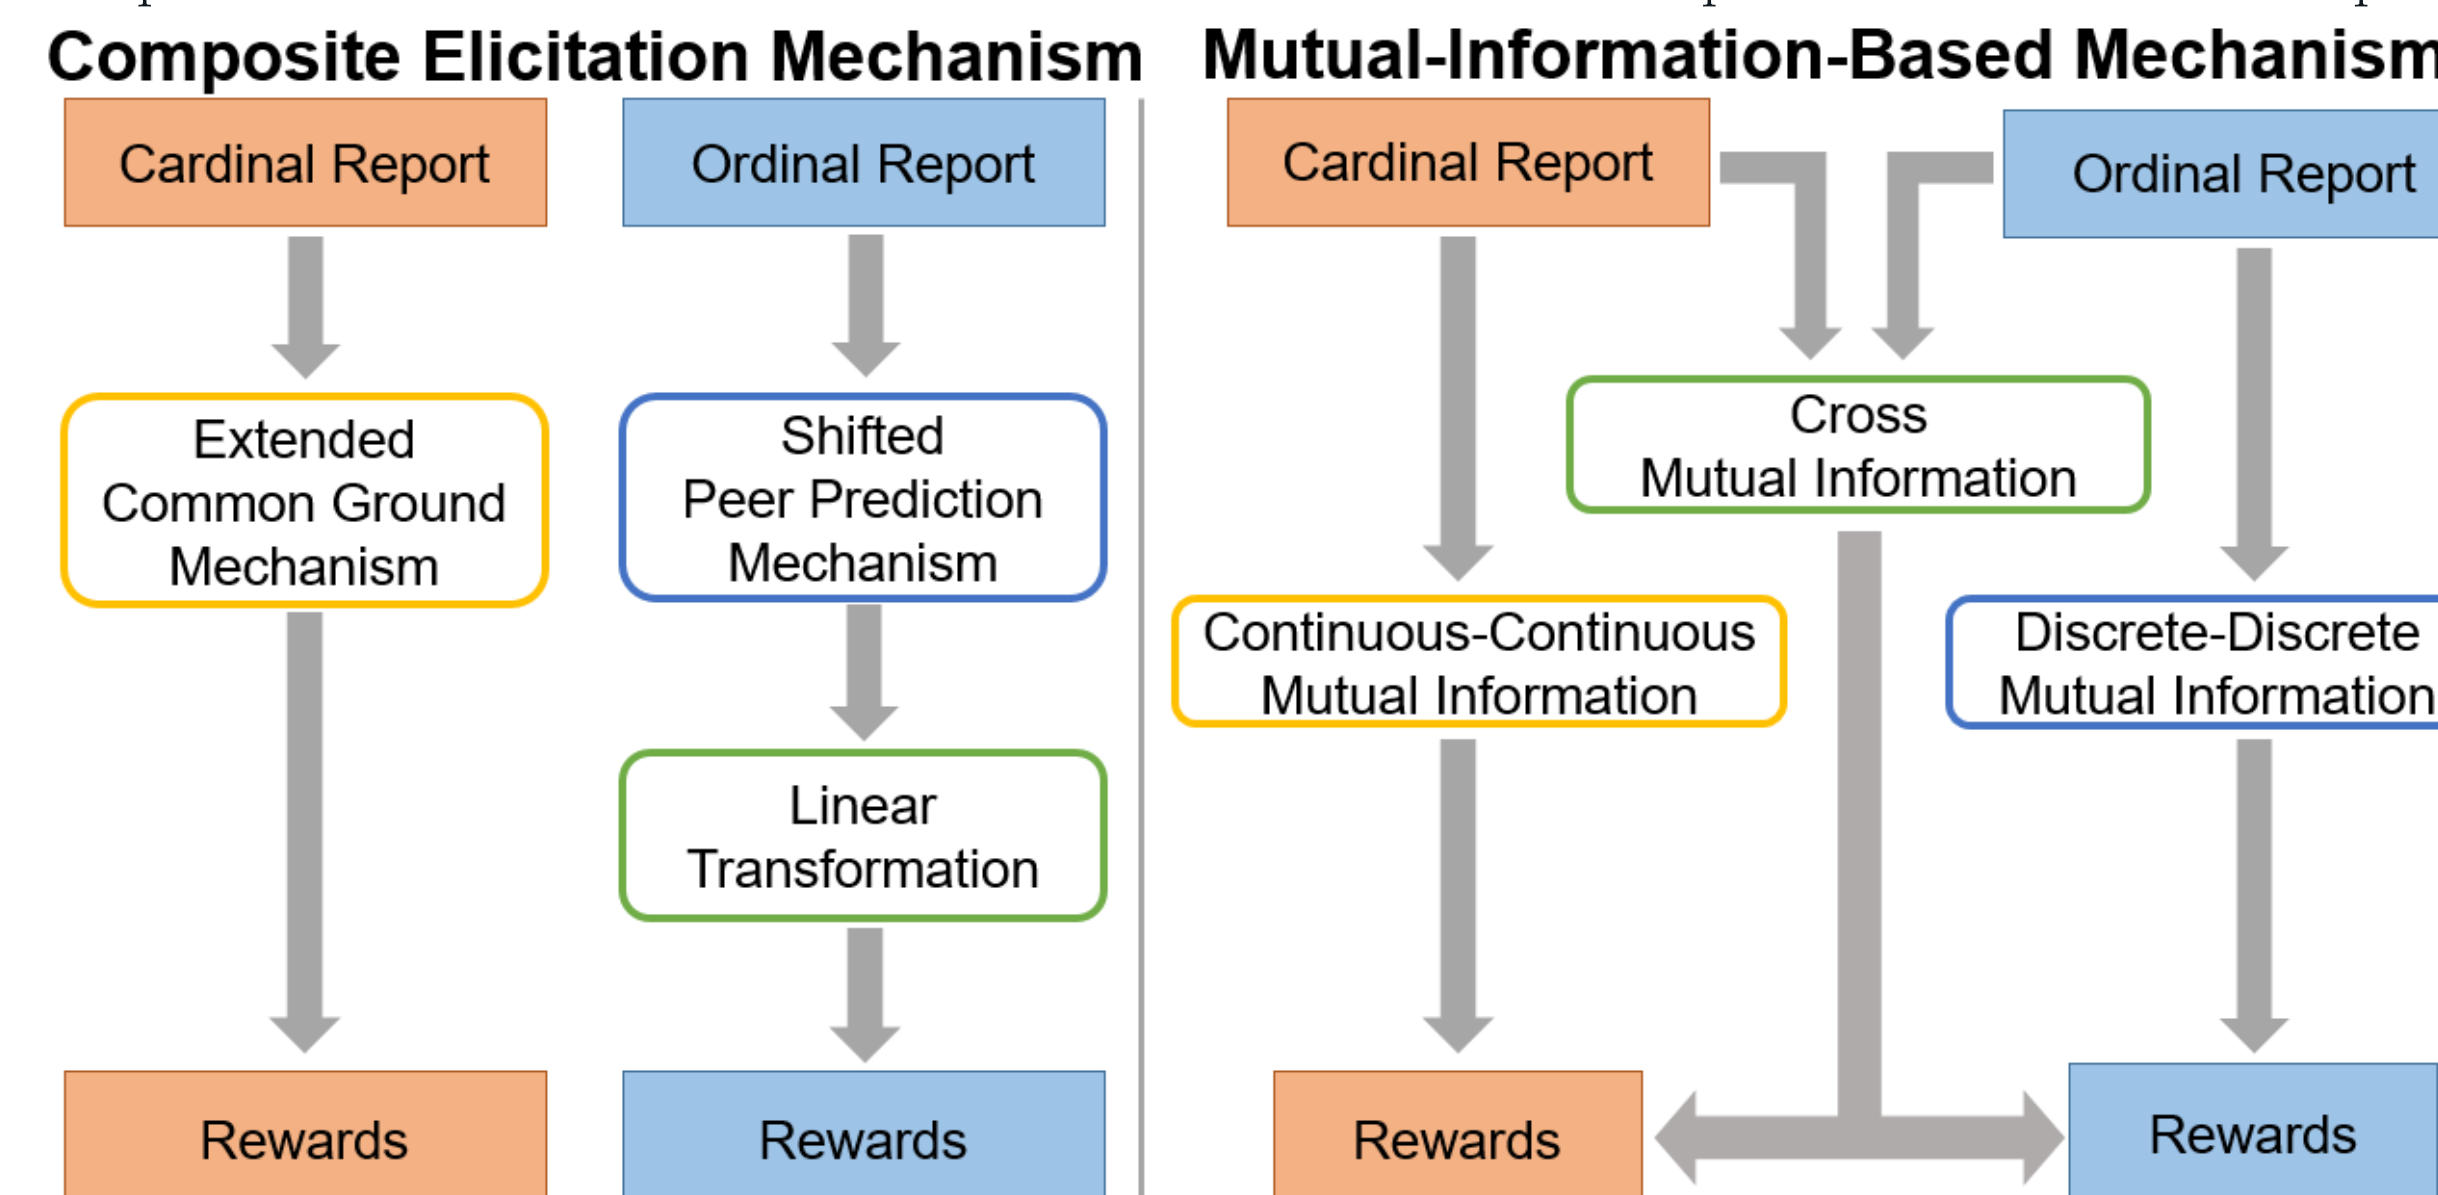 Composite Elicitation Mechanism
Cardinal Report
Ordinal Report
Extended
Common Ground
Mechanism
Shifted
Peer Prediction
Mechanism
Linear
Transformation
Rewards
Rewards
Mutual-Information-Based Mechanism
Cardinal Report
Ordinal Report
Cross
Mutual Information
Continuous-Continuous
Mutual Information
Discrete-Discrete
Mutual Information
Rewards
Rewards